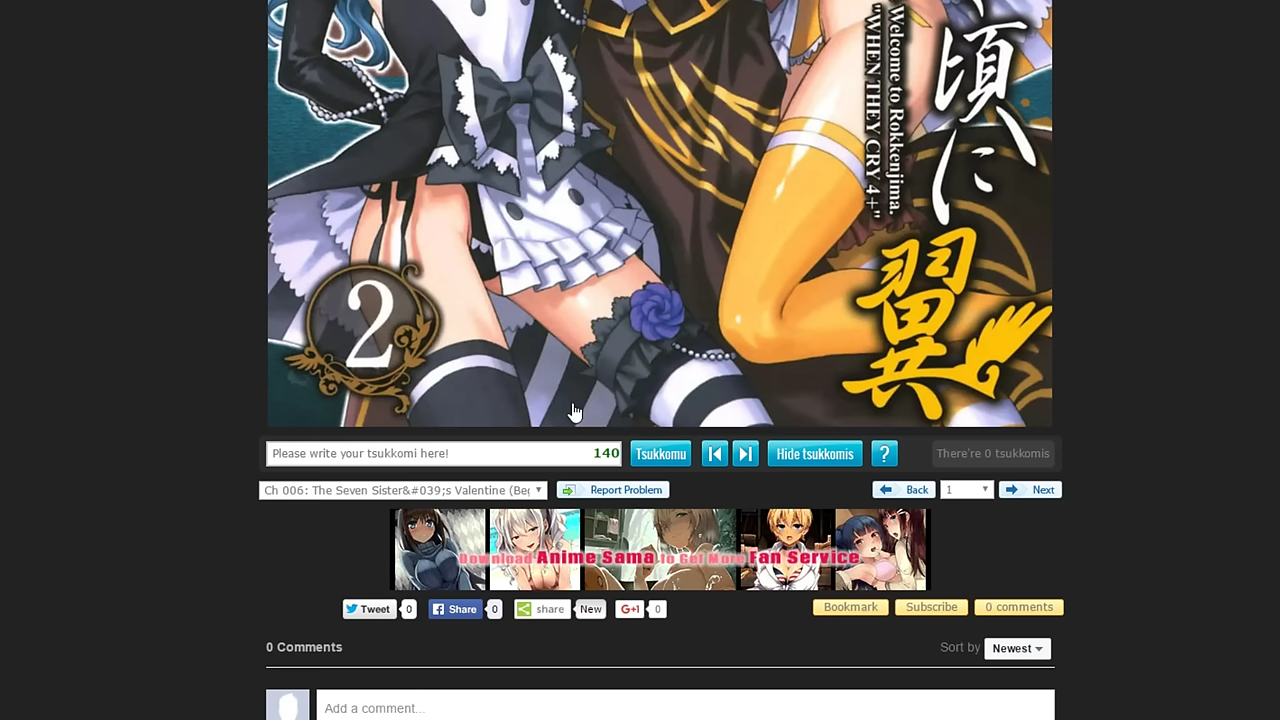 Welcome to Rokkenjima.
"WHEN THEY CRY 4+"
頃に
翼
2
Please write your tsukkomi here!
140
Tsukkomu
Hide tsukkomis
?
There're 0 tsukkomis
Ch 006: The Seven Sister&#039;s Valentine (Be
Report Problem
Back
1
Next
Download Anime Sama to Get More Fan Service
Tweet
0
Share
0
share
New
G+1
0
Bookmark
Subscribe
0 comments
0 Comments
Sort by
Newest
Add a comment...